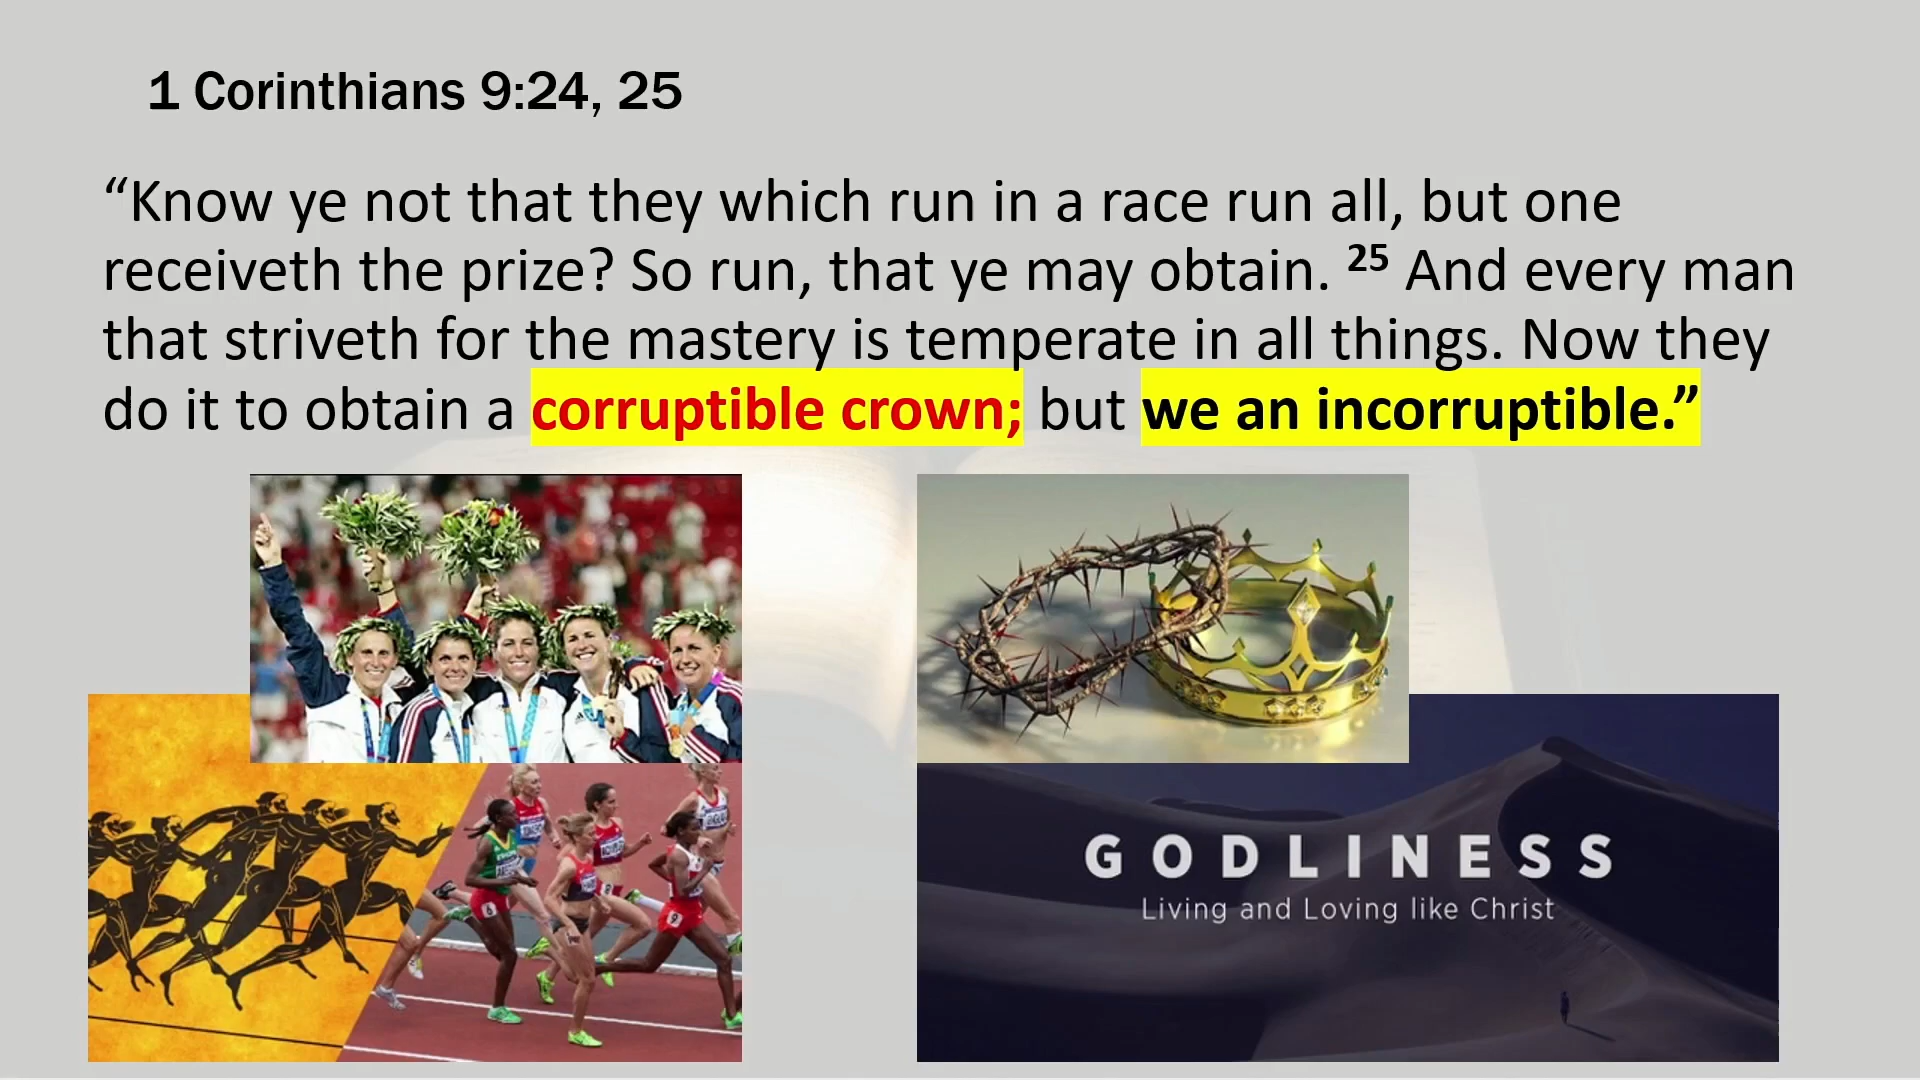 1 Corinthians 9:24, 25
“Know ye not that they which run in a race run all, but one
receiveth the prize? So run, that ye may obtain. 25 And every man
that striveth for the mastery is temperate in all things. Now they
do it to obtain a corruptible crown; but we an incorruptible.”
GODLINESS
Living and Loving like Christ